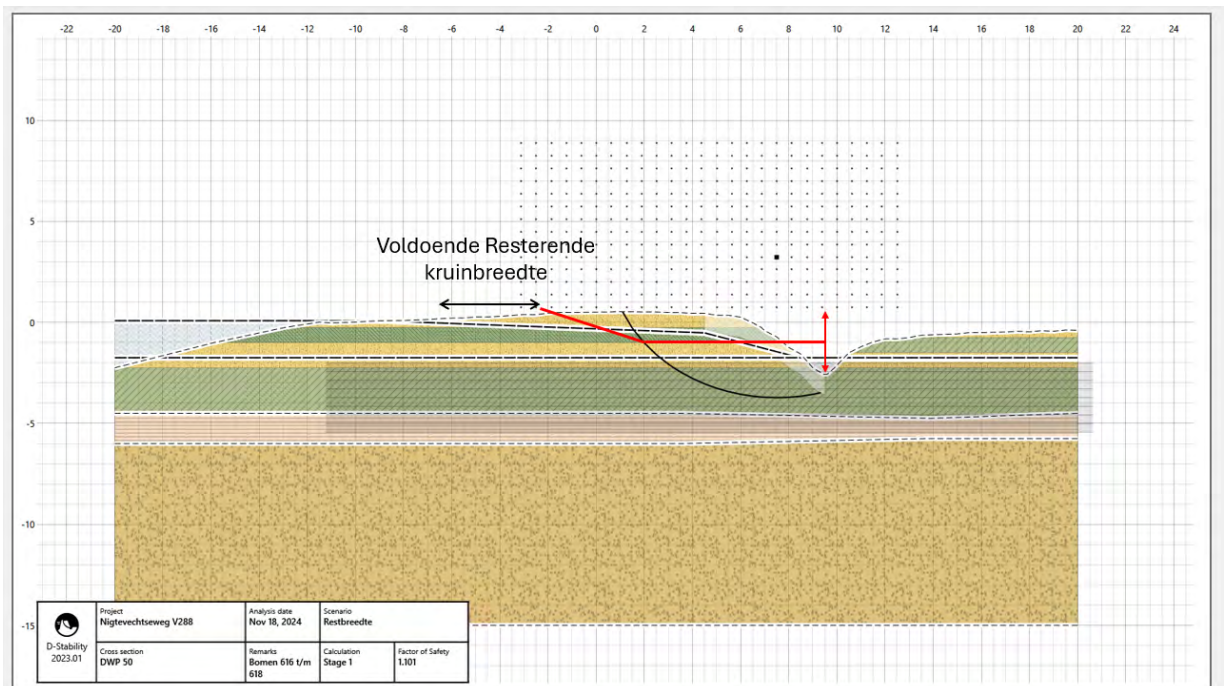 -22 -20 -18 -16 -14 -12 -10 -8 -6 -4 -2 0 2 4 6 8 10 12 14 16 18 20 22 24
10
5
Voldoende Resterende
kruinbreedte
0
-5
-10
-15
D-Stability
2023.01
Project
Nigtevechtseweg V288
Analysis date
Nov 18, 2024
Scenario
Restbreedte
Cross section
DWP 50
Remarks
Bomen 616 t/m
618
Calculation
Stage 1
Factor of Safety
1.101